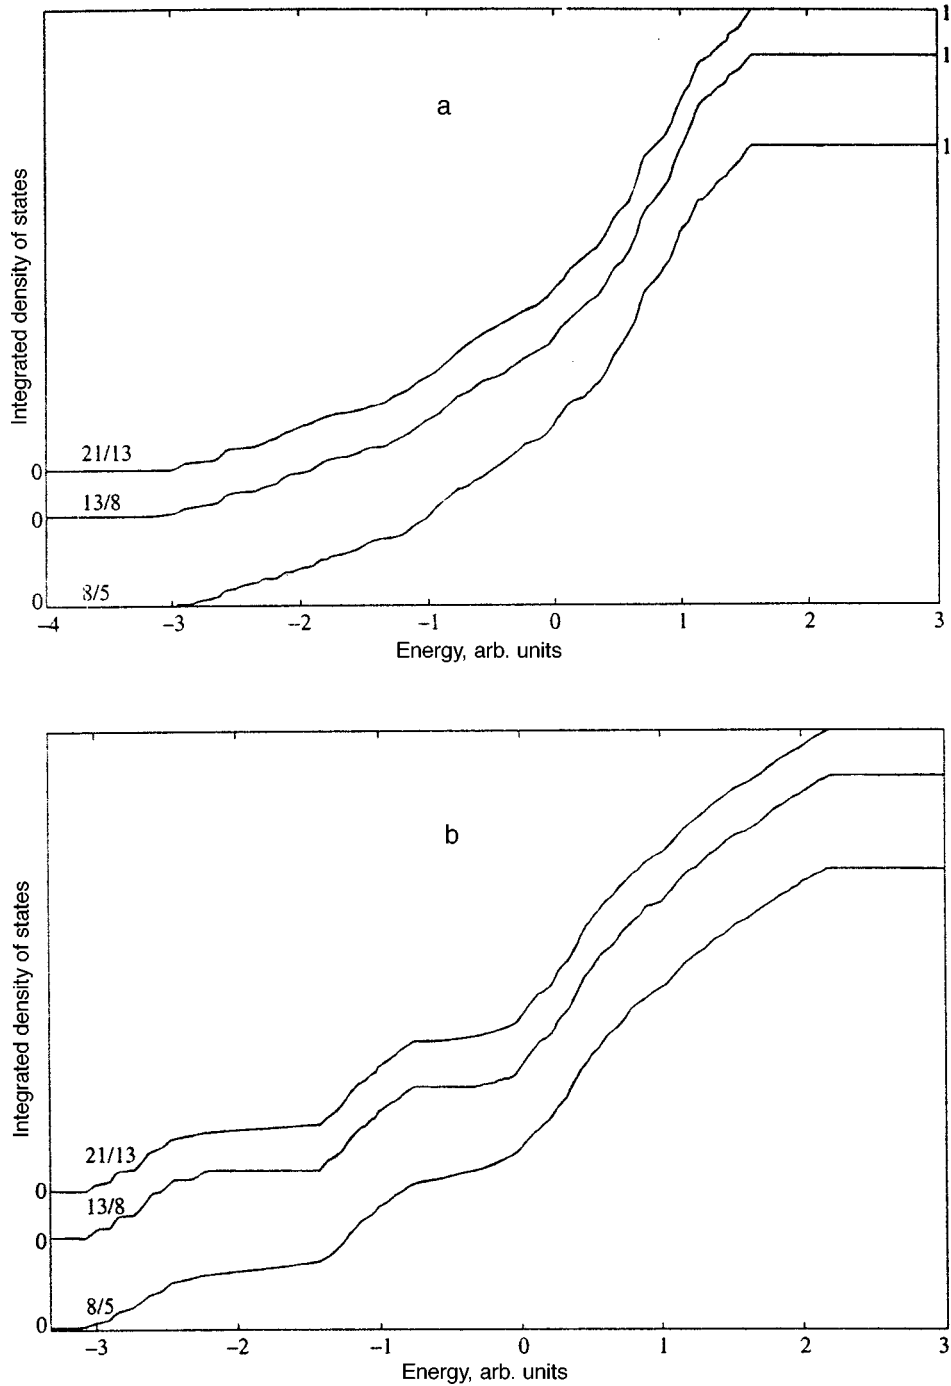 1
1
a
1
Integrated density of states
21/13
0
13/8
0
8/5
0
−4 −3 −2 −1 0 1 2 3
Energy, arb. units
b
Integrated density of states
21/13
0
13/8
0
8/5
0
−3 −2 −1 0 1 2 3
Energy, arb. units